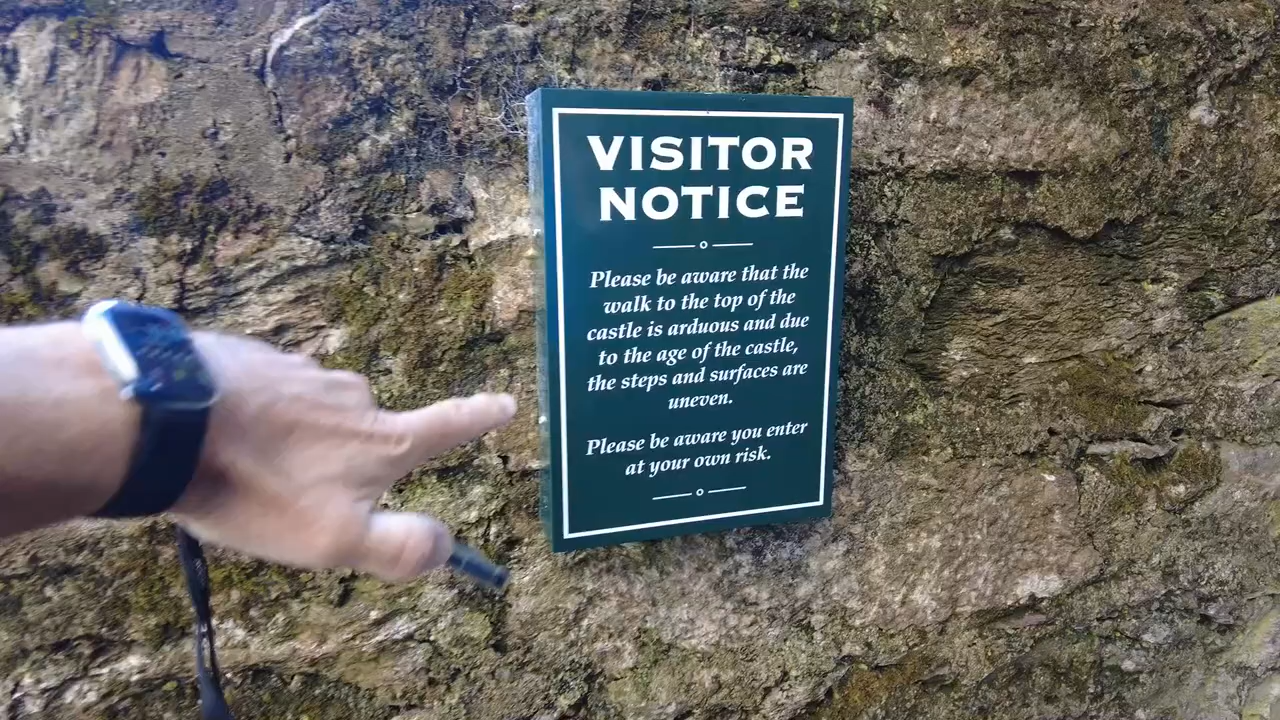 VISITOR
NOTICE
Please be aware that the
walk to the top of the
castle is arduous and due
to the age of the castle,
the steps and surfaces are
uneven.
Please be aware you enter
at your own risk.